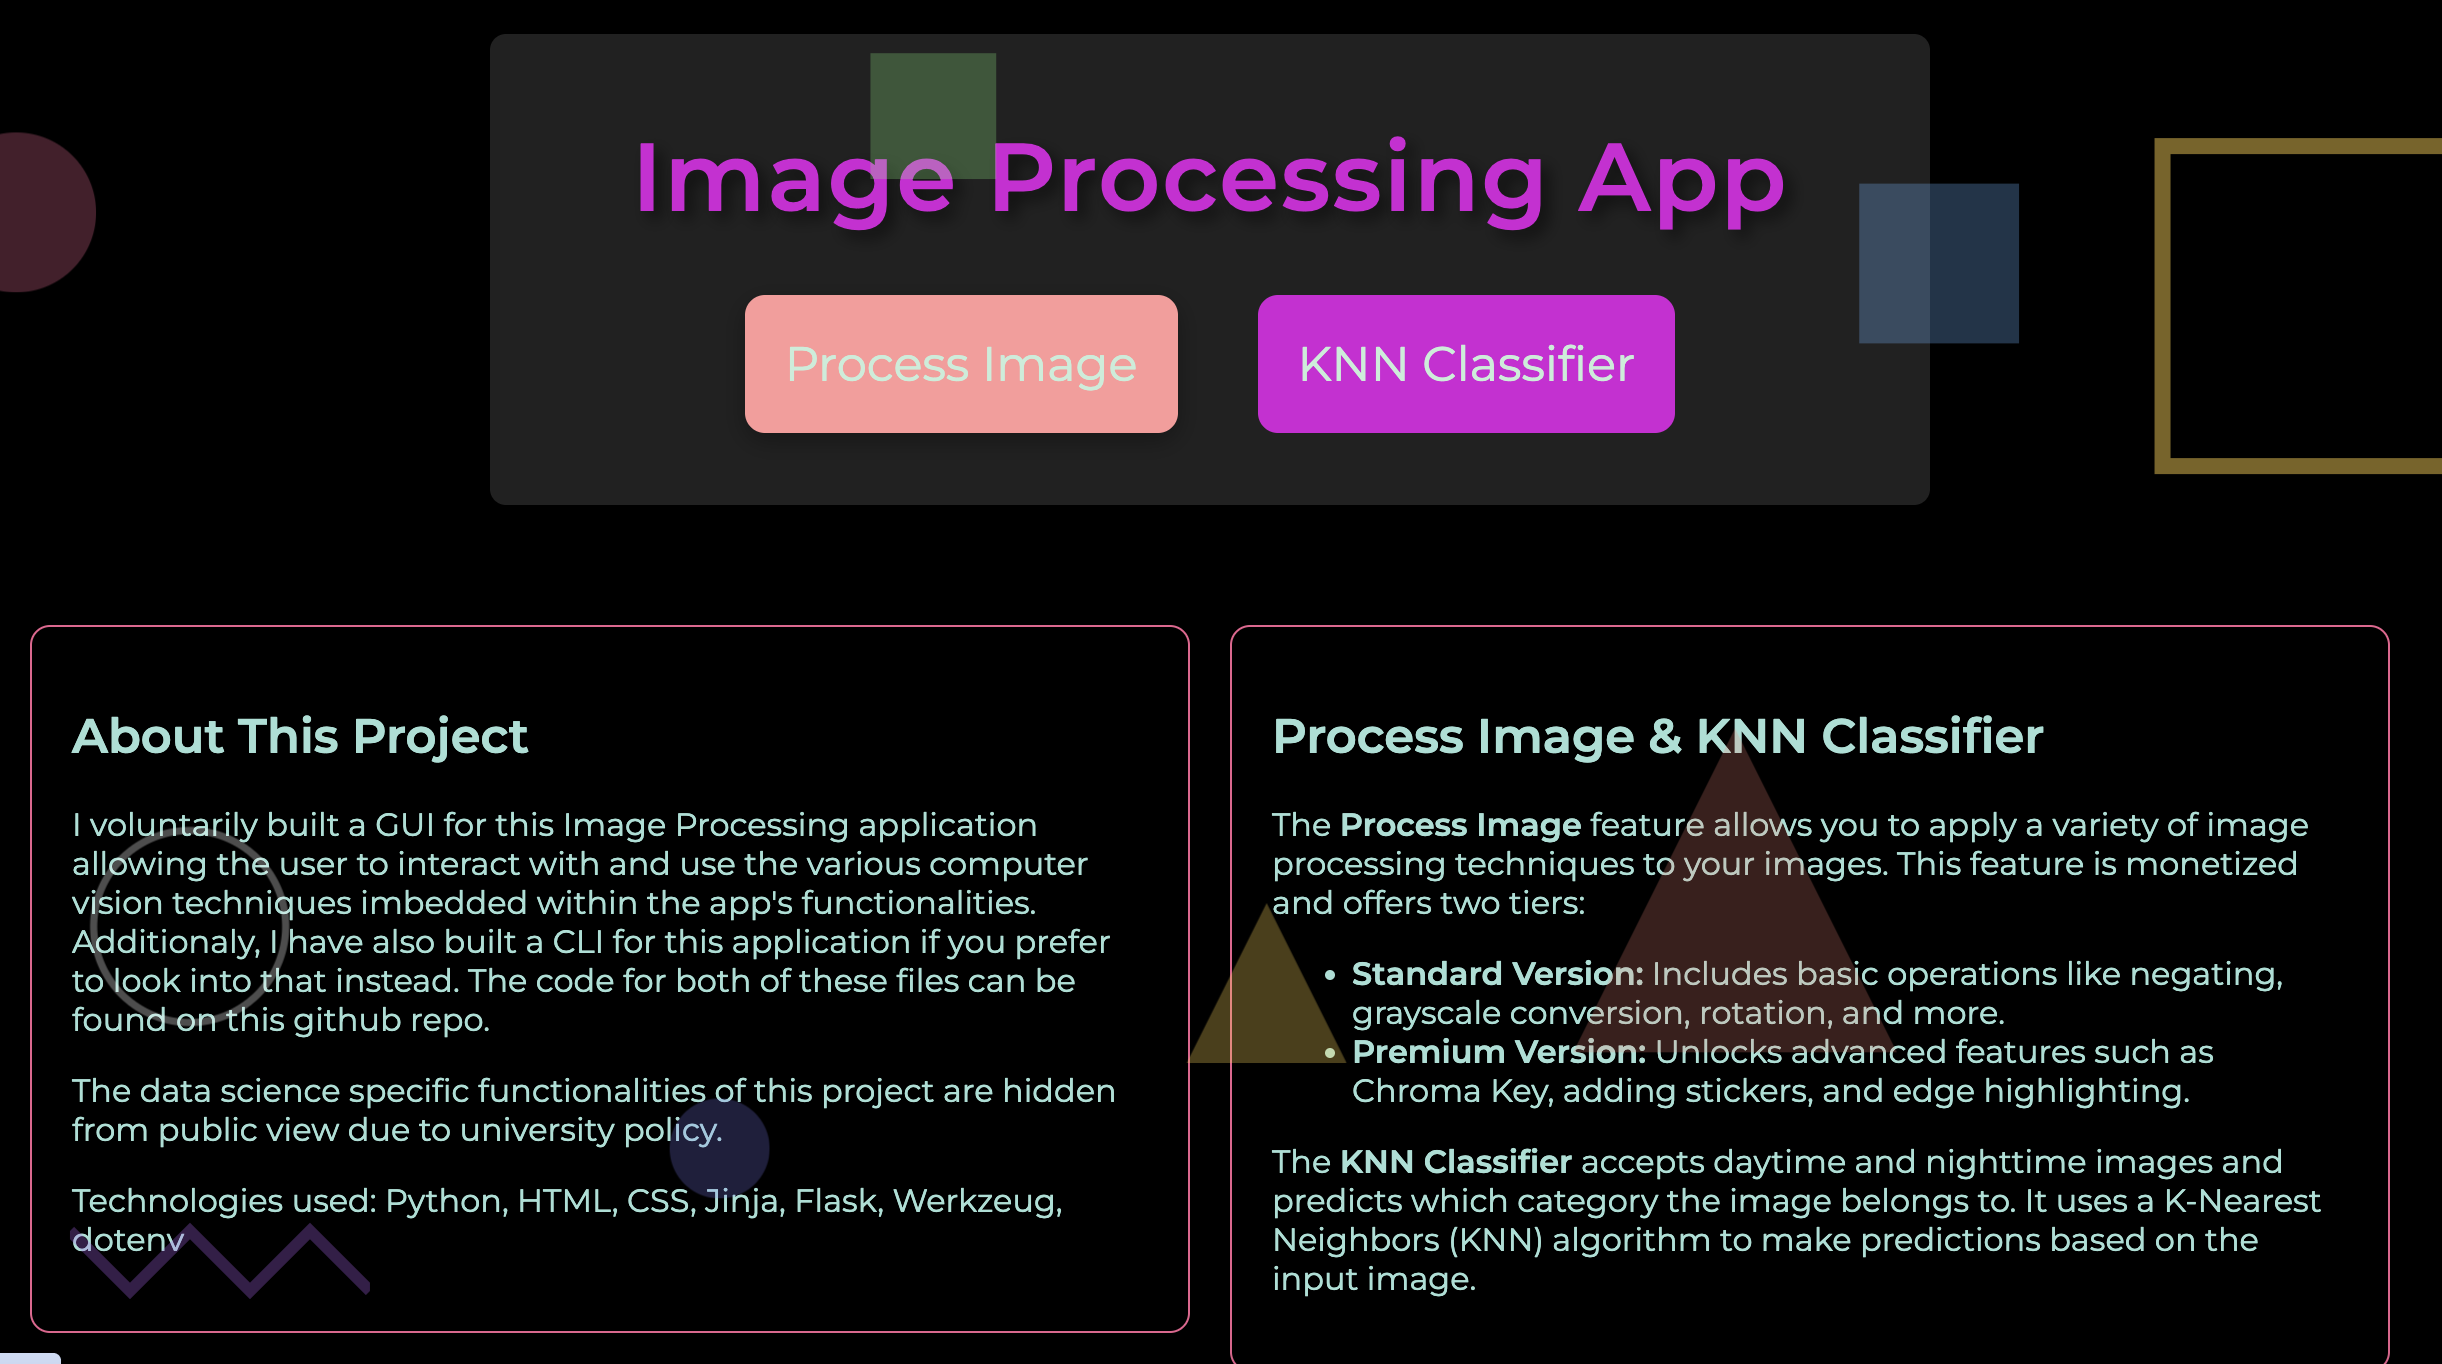 Image Processing App
Process Image
KNN Classifier
About This Project
I voluntarily built a GUI for this Image Processing application
allowing the user to interact with and use the various computer
vision techniques imbedded within the app's functionalities.
Additionaly, I have also built a CLI for this application if you prefer
to look into that instead. The code for both of these files can be
found on this github repo.
The data science specific functionalities of this project are hidden
from public view due to university policy.
Technologies used: Python, HTML, CSS, Jinja, Flask, Werkzeug,
dotenv
Process Image & KNN Classifier
The Process Image feature allows you to apply a variety of image
processing techniques to your images. This feature is monetized
and offers two tiers:
• Standard Version: Includes basic operations like negating,
grayscale conversion, rotation, and more.
• Premium Version: Unlocks advanced features such as
Chroma Key, adding stickers, and edge highlighting.
The KNN Classifier accepts daytime and nighttime images and
predicts which category the image belongs to. It uses a K-Nearest
Neighbors (KNN) algorithm to make predictions based on the
input image.